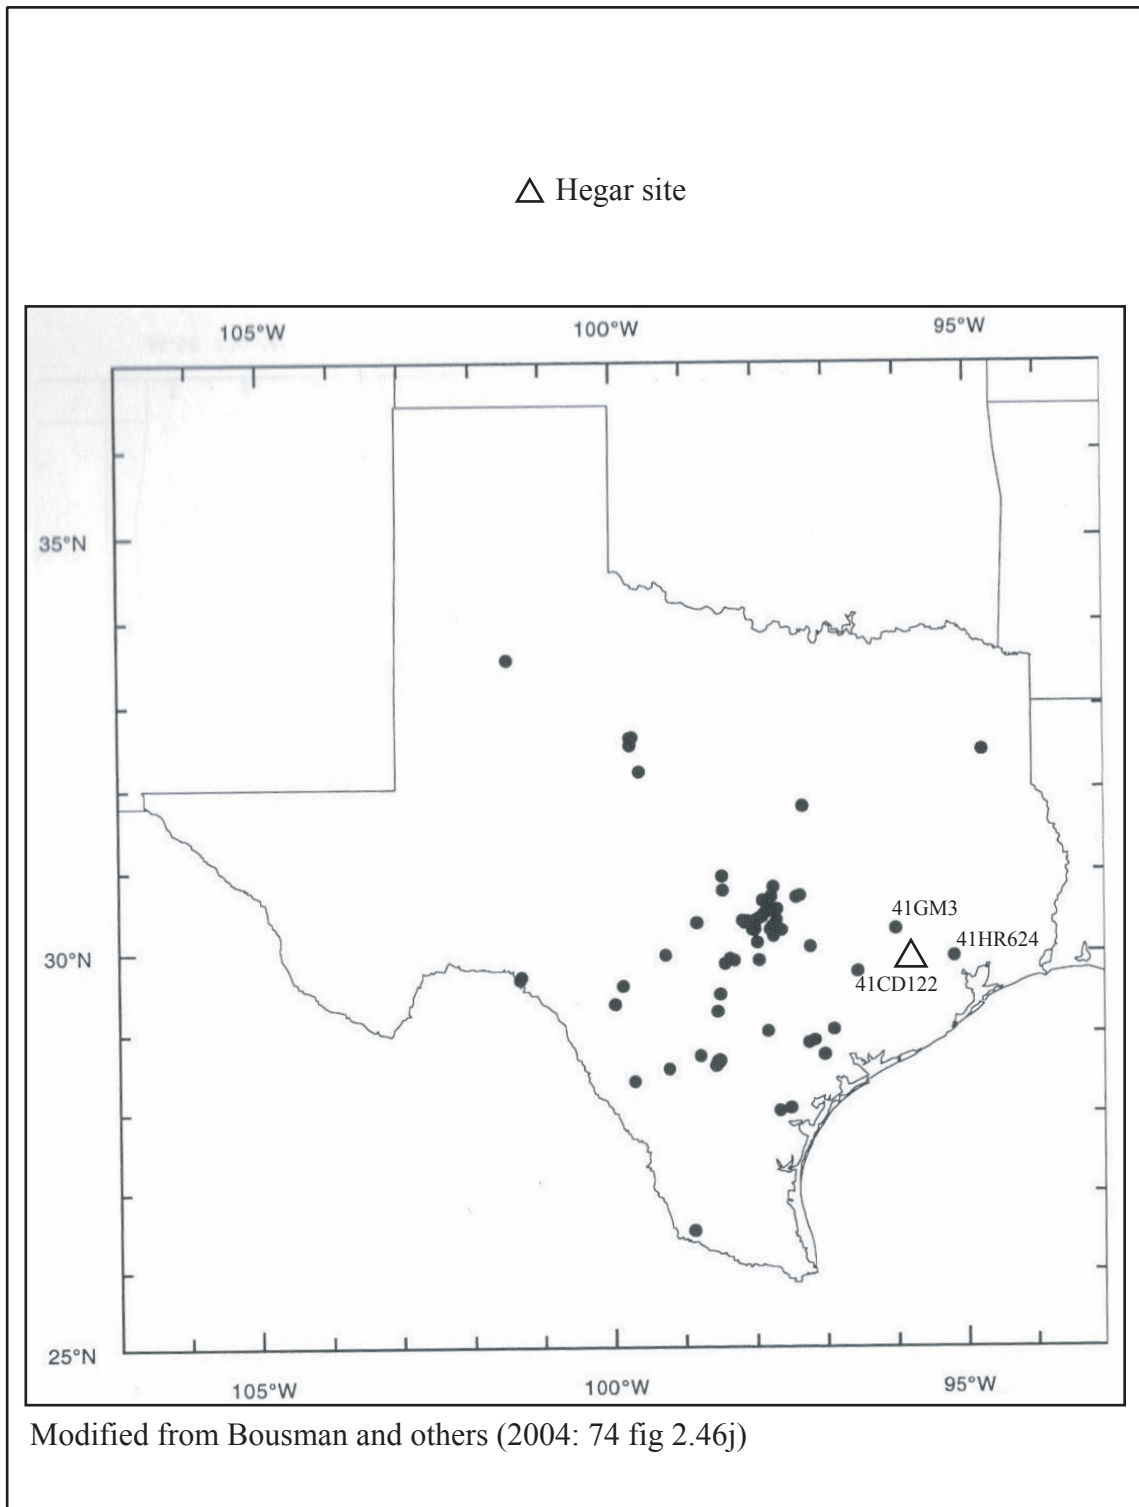 Hegar site
105°W 100°W 95°W
35°N
41GM3
41HR624
30°N
41CD122
25°N
105°W 100°W 95°W
Modified from Bousman and others (2004: 74 fig 2.46j)